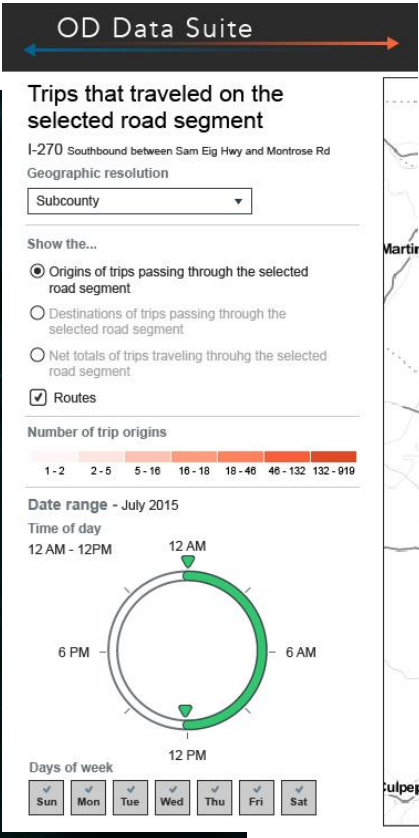 OD Data Suite
Trips that traveled on the
selected road segment
I-270 Southbound between Sam Eig Hwy and Montrose Rd
Geographic resolution
Subcounty
Show the...
Origins of trips passing through the selected
road segment
Destinations of trips passing through the
selected road segment
Net totals of trips traveling throuhg the selected
road segment
Routes
Number of trip origins
1 - 2 2 - 5 5 - 16 16 - 18 18 - 46 46 - 132 132 - 919
Date range - July 2015
Time of day
12 AM - 12PM
12 AM
6 PM
6 AM
12 PM
Days of week
Sun Mon Tue Wed Thu Fri Sat
Martin
ulpep